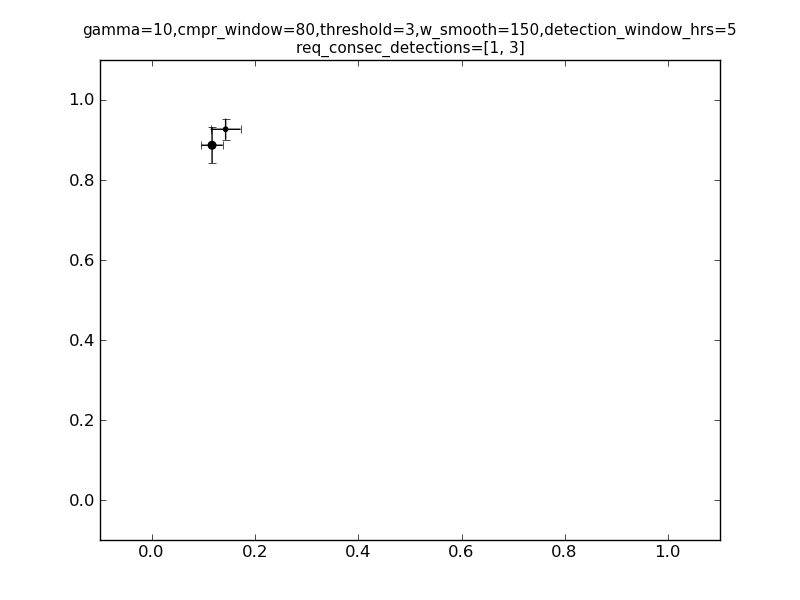 gamma=10,cmpr_window=80,threshold=3,w_smooth=150,detection_window_hrs=5
req_consec_detections=[1, 3]
1.0
0.8
0.6
0.4
0.2
0.0
0.0 0.2 0.4 0.6 0.8 1.0